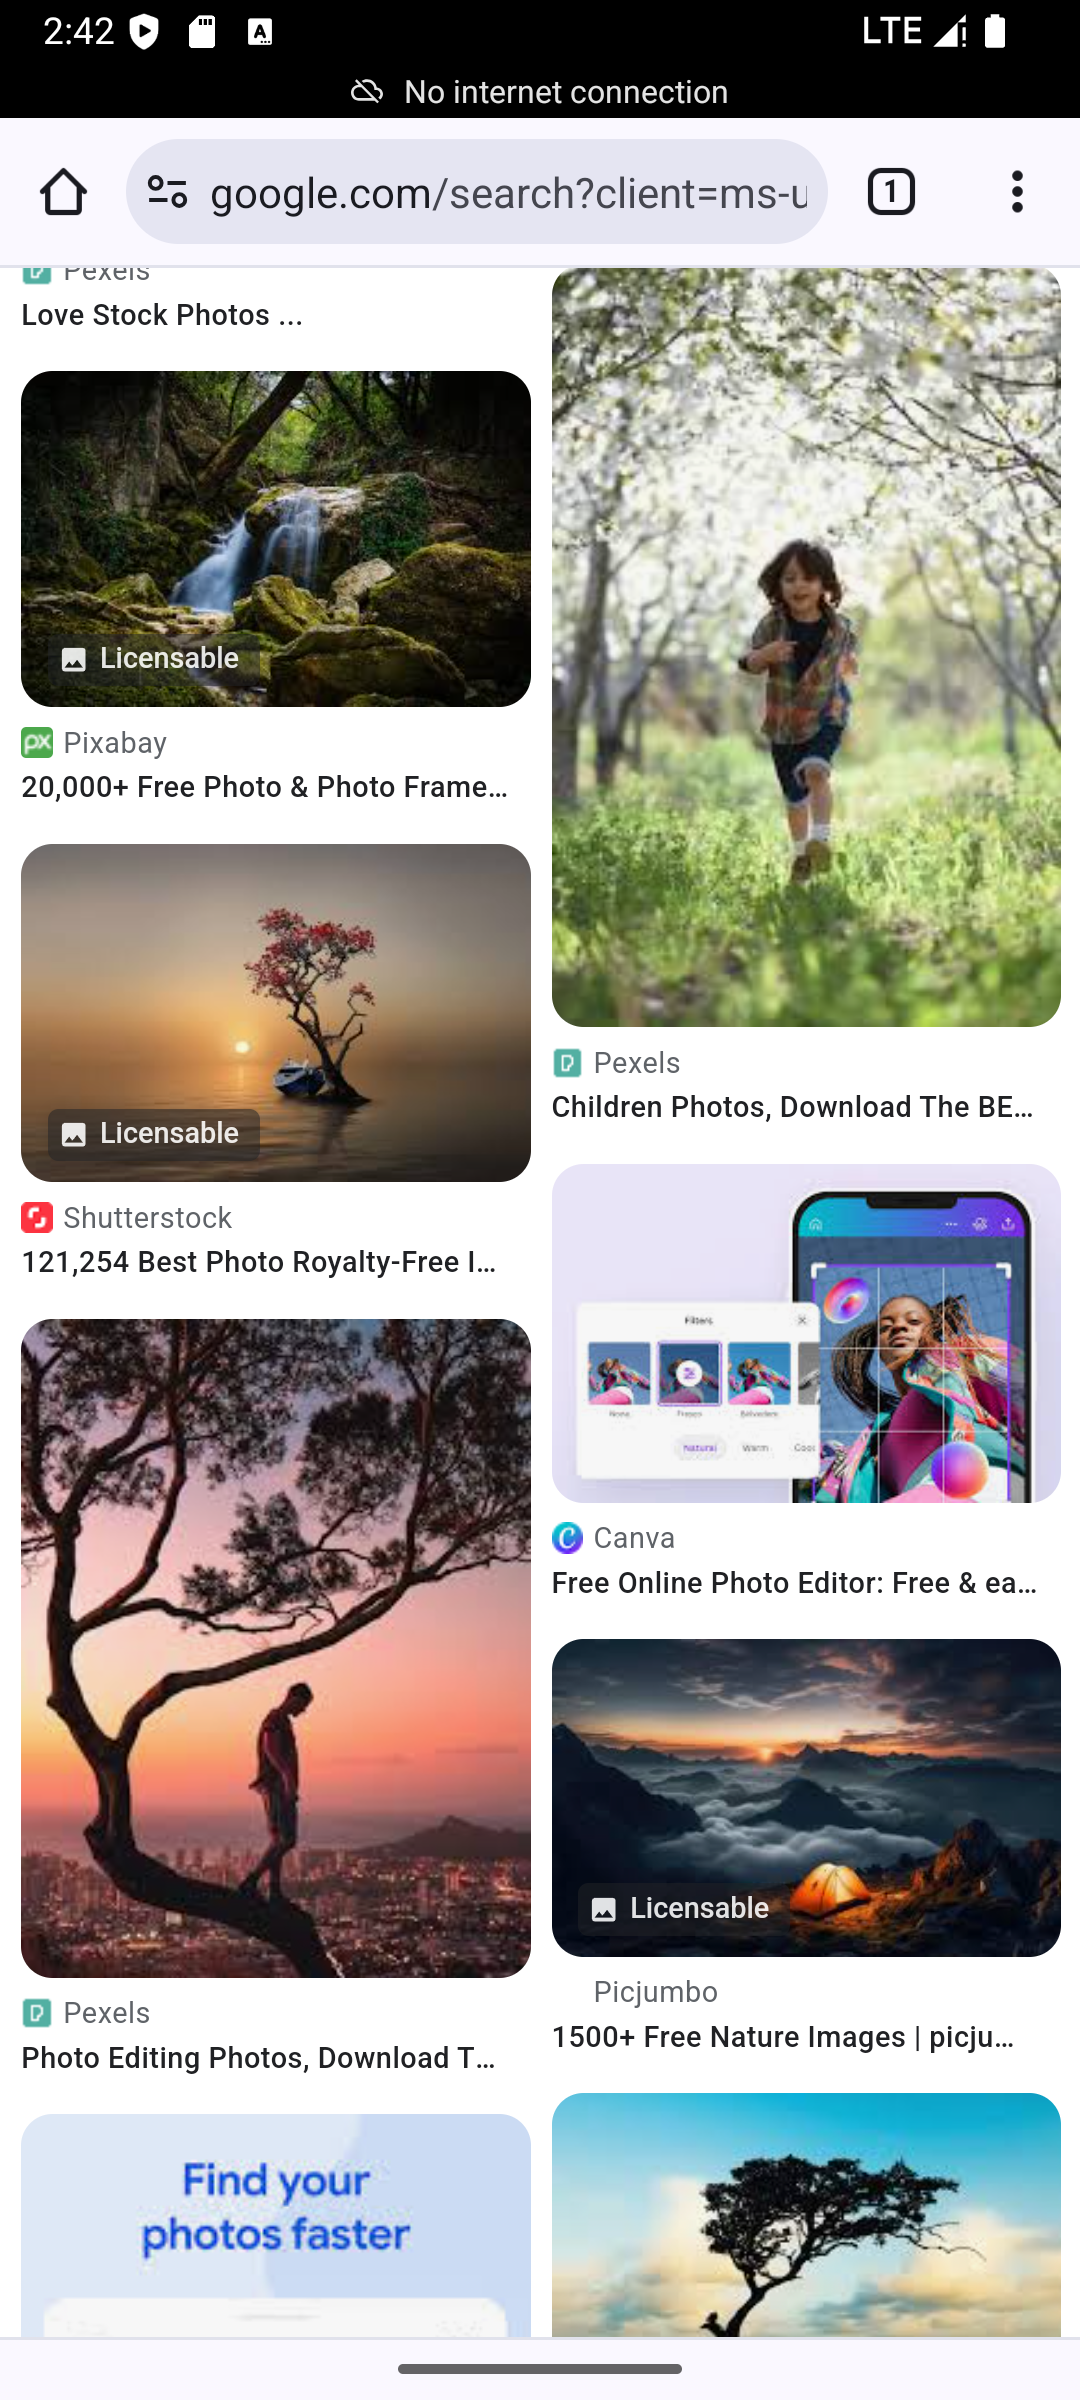 2:42
LTE
No internet connection
google.com/search?client=ms-u
1
Pexels
Love Stock Photos ...
Licensable
Pixabay
20,000+ Free Photo & Photo Frame...
Licensable
Shutterstock
121,254 Best Photo Royalty-Free I...
Pexels
Photo Editing Photos, Download T...
Find your
photos faster
Pexels
Children Photos, Download The BE...
Filters
None Fresco Belvedere
Natural Warm Cool
Canva
Free Online Photo Editor: Free & ea...
Licensable
Picjumbo
1500+ Free Nature Images | picju...